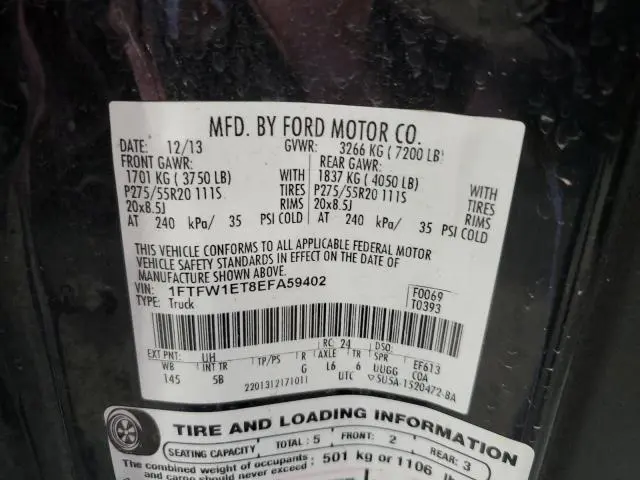 MFD. BY FORD MOTOR CO.
DATE: 12/13 GVWR: 3266 KG ( 7200 LB)
FRONT GAWR: REAR GAWR:
1701 KG ( 3750 LB) WITH 1837 KG ( 4050 LB) WITH
P275/55R20 111S TIRES P275/55R20 111S TIRES
20x8.5J RIMS 20x8.5J RIMS
AT 240 kPa/ 35 PSI COLD AT 240 kPa/ 35 PSI COLD
THIS VEHICLE CONFORMS TO ALL APPLICABLE FEDERAL MOTOR
VEHICLE SAFETY STANDARDS IN EFFECT ON THE DATE OF
MANUFACTURE SHOWN ABOVE.
VIN: 1FTFW1ET8EFA59402 F0069
TYPE: Truck T0393
RC: 24 DSO:
EXT PNT: UH EF613
WB INT TR TP/PS R AXLE TR SPR COA
145 5B G L6 6 UUGG
2201312171011 UTC ▽5USA-1520472-BA
TIRE AND LOADING INFORMATION
SEATING CAPACITY TOTAL: 5 FRONT: 2 REAR: 3
The combined weight of occupants
and cargo should never exceed: 501 kg or 1106